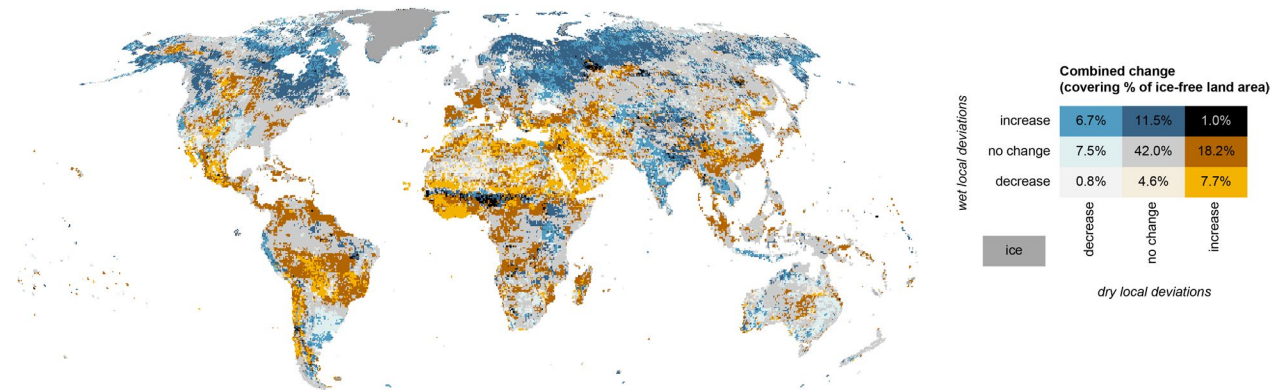 Combined change
(covering % of ice-free land area)
wet local deviations
increase 6.7% 11.5% 1.0%
no change 7.5% 42.0% 18.2%
decrease 0.8% 4.6% 7.7%
decrease
no change
increase
ice
dry local deviations